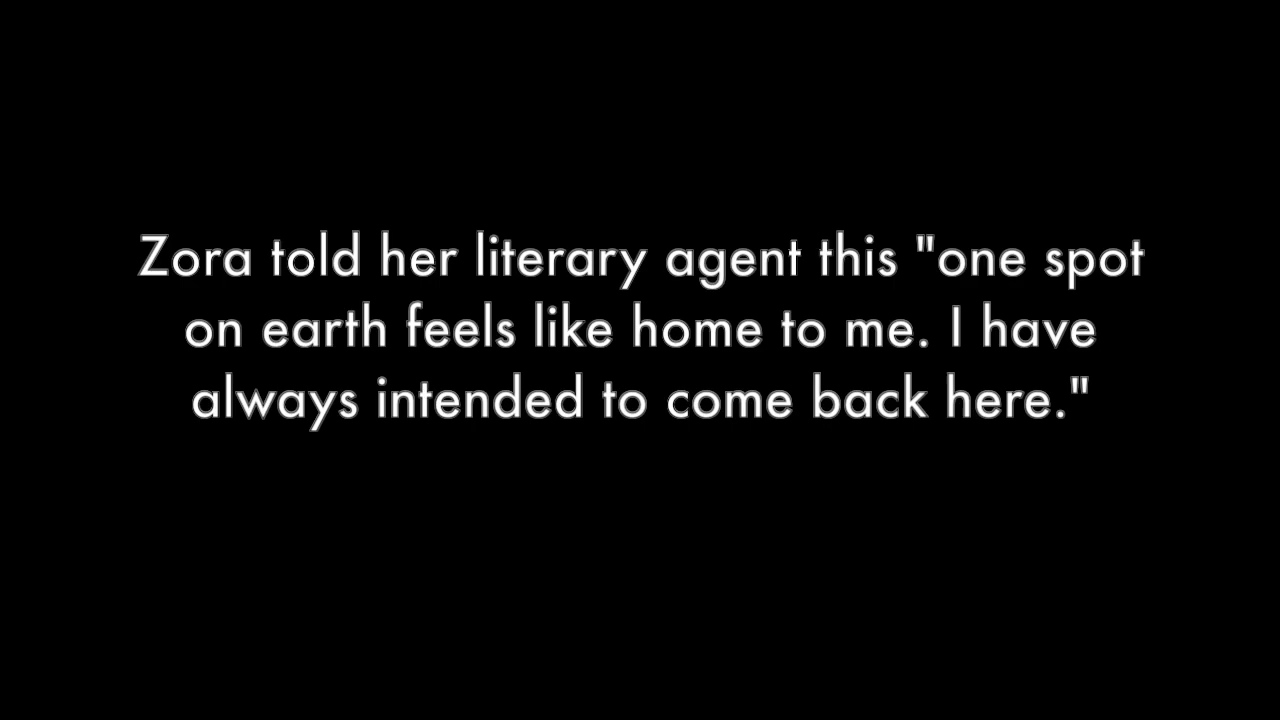 Zora told her literary agent this "one spot
on earth feels like home to me. I have
always intended to come back here."